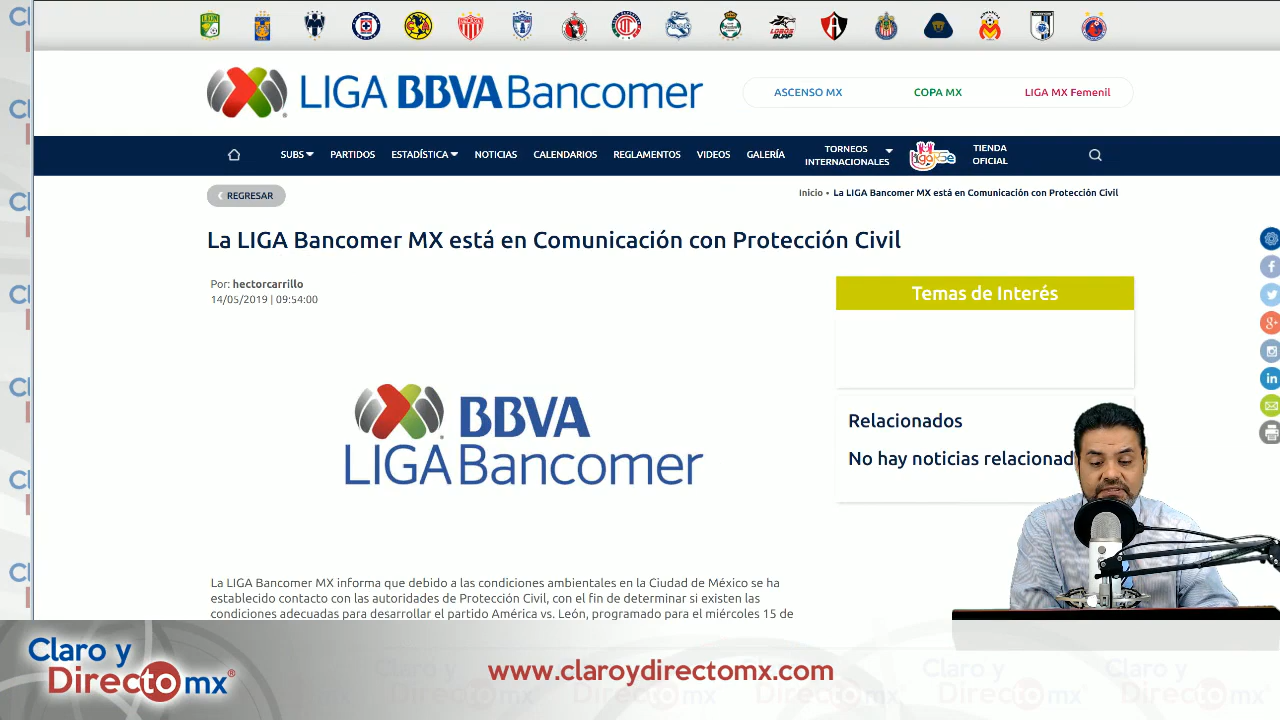 LIGA BBVA Bancomer
ASCENSO MX
COPA MX
LIGA MX Femenil
SUBS
PARTIDOS
ESTADÍSTICA
NOTICIAS
CALENDARIOS
REGLAMENTOS
VIDEOS
GALERÍA
TORNEOS
INTERNACIONALES
TIENDA
OFICIAL
REGRESAR
Inicio • La LIGA Bancomer MX está en Comunicación con Protección Civil
La LIGA Bancomer MX está en Comunicación con Protección Civil
Por: hectorcarrillo
14/05/2019 | 09:54:00
Temas de Interés
BBVA
LIGA Bancomer
Relacionados
No hay noticias relacionad
La LIGA Bancomer MX informa que debido a las condiciones ambientales en la Ciudad de México se ha
establecido contacto con las autoridades de Protección Civil, con el fin de determinar si existen las
condiciones adecuadas para desarrollar el partido América vs. León, programado para el miércoles 15 de
Claro y
Directo mx®
www.claroydirectomx.com